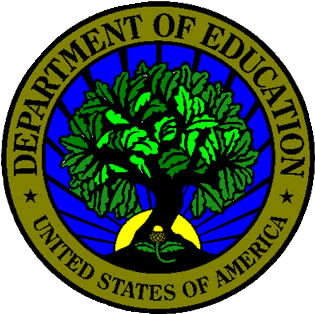 DEPARTMENT OF EDUCATION
UNITED STATES OF AMERICA